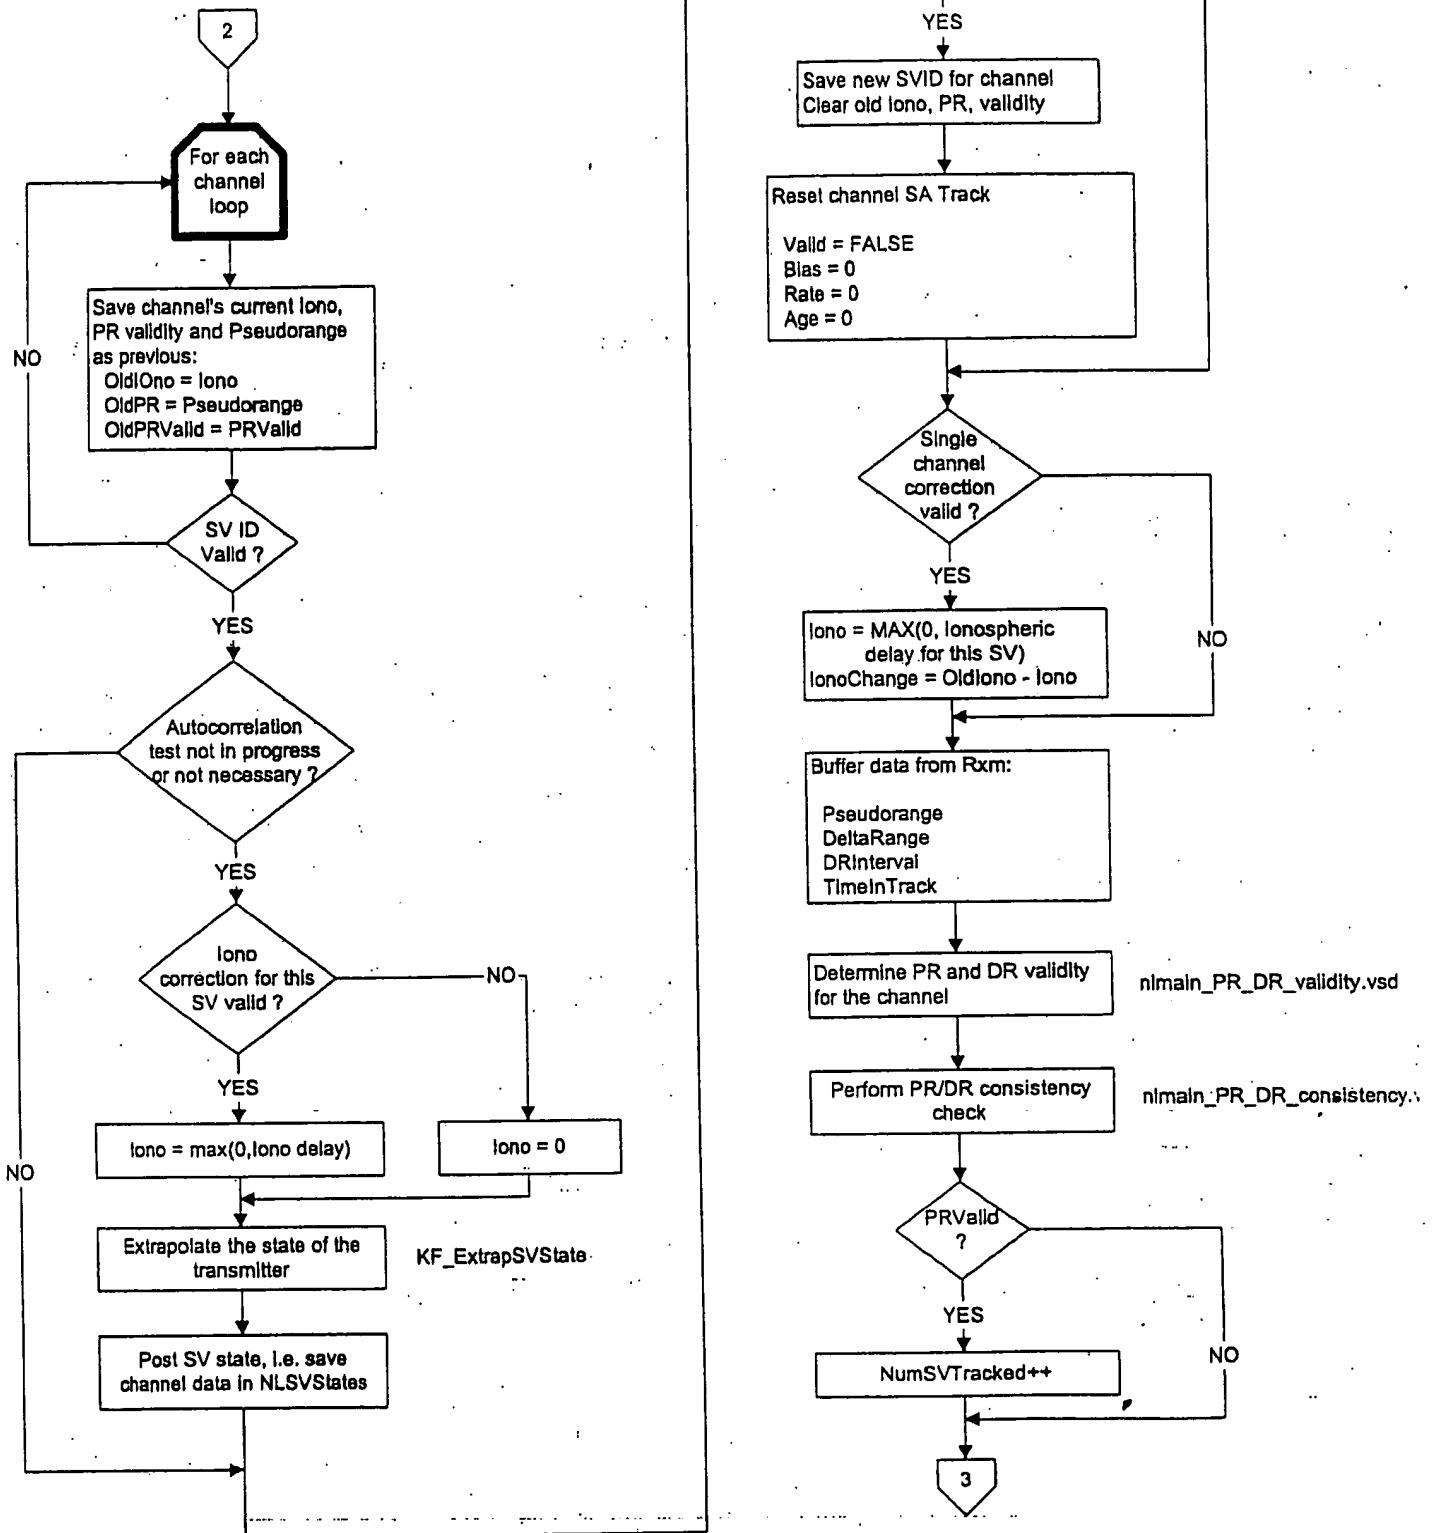 2
For each
channel
loop
Save channel's current Iono,
PR validity and Pseudorange
as previous:
OldIOno = Iono
OldPR = Pseudorange
OldPRValid = PRValid
NO
SV ID
Valid ?
YES
Autocorrelation
test not in progress
or not necessary ?
YES
Iono
correction for this
SV valid ?
NO
YES
Iono = max(0,Iono delay)
Iono = 0
NO
Extrapolate the state of the
transmitter
KF_ExtrapSVState
Post SV state, i.e. save
channel data in NLSVStates
YES
Save new SVID for channel
Clear old Iono, PR, validity
Reset channel SA Track
Valid = FALSE
Bias = 0
Rate = 0
Age = 0
Single
channel
correction
valid ?
YES
NO
Iono = MAX(0, Ionospheric
delay for this SV)
IonoChange = OldIono - Iono
Buffer data from Rxm:
Pseudorange
DeltaRange
DRInterval
TimeInTrack
Determine PR and DR validity
for the channel
nlmain_PR_DR_validity.vsd
Perform PR/DR consistency
check
nlmain_PR_DR_consistency.
PRValid
?
YES
NO
NumSVTracked++
3